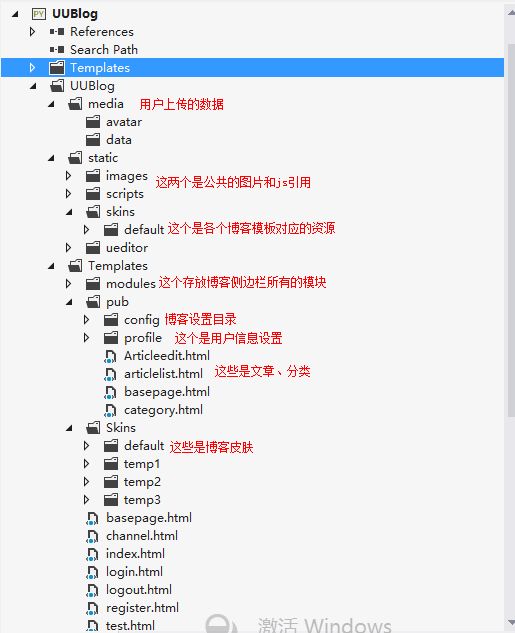 PY UUBlog
References
Search Path
Templates
UUBlog
media 用户上传的数据
avatar
data
static
images 这两个是公共的图片和js引用
scripts
skins
default 这个是各个博客模板对应的资源
ueditor
Templates
modules 这个存放博客侧边栏所有的模块
pub
config 博客设置目录
profile 这个是用户信息设置
Articleedit.html
articlelist.html 这些是文章、分类
basepage.html
category.html
Skins
default 这些是博客皮肤
temp1
temp2
temp3
basepage.html
channel.html
index.html
login.html
logout.html
register.html
test.html 激活 Windows